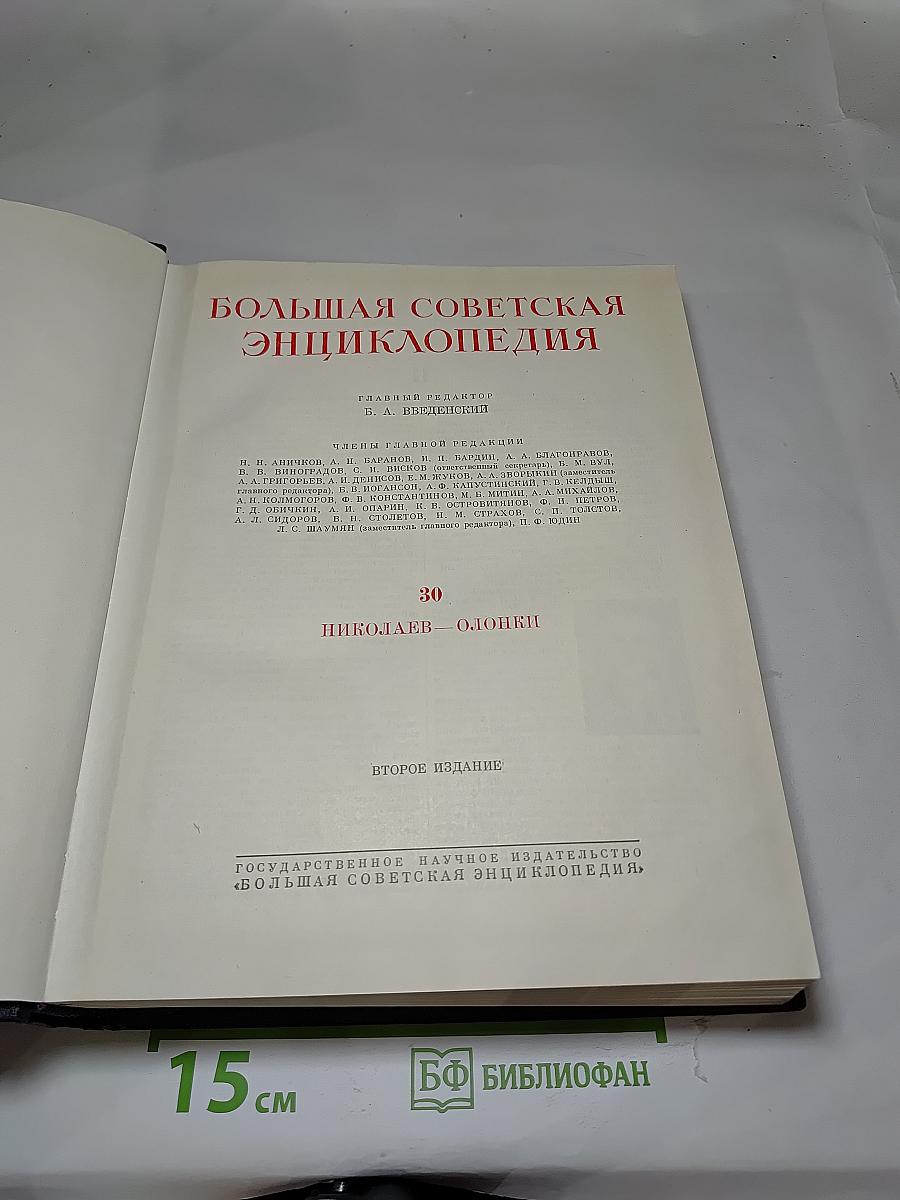 БОЛЬШАЯ СОВЕТСКАЯ
ЭНЦИКЛОПЕДИЯ
ГЛАВНЫЙ РЕДАКТОР
Б. А. ВВЕДЕНСКИЙ
ЧЛЕНЫ ГЛАВНОЙ РЕДАКЦИИ
Н. Н. АНИЧКОВ, А. И. БАРАНОВ, И. П. БАРДИН, А. А. БЛАГОНРАВОВ,
В. В. ВИНОГРАДОВ, С. И. ВИСКОВ (ответственный секретарь), Б. М. ВУЛ,
А. А. ГРИГОРЬЕВ, А. И. ДЕНИСОВ, Е. М. ЖУКОВ, А. А. ЗВОРЫКИН (заместитель
главного редактора), Б. В. ИОГАНСОН, А. Ф. КАПУСТИНСКИЙ, Г. В. КЕЛДЫШ,
А. Н. КОЛМОГОРОВ, Ф. В. КОНСТАНТИНОВ, М. Б. МИТИН, А. А. МИХАЙЛОВ,
Г. Д. ОБИЧКИН, А. И. ОПАРИН, К. В. ОСТРОВИТЯНОВ, Ф. Н. ПЕТРОВ,
А. Л. СИДОРОВ, В. Н. СТОЛЕТОВ, Н. М. СТРАХОВ, С. П. ТОЛСТОВ,
Л. С. ШАУМЯН (заместитель главного редактора), П. Ф. ЮДИН
30
НИКОЛАЕВ — ОЛОНКИ
ВТОРОЕ ИЗДАНИЕ
ГОСУДАРСТВЕННОЕ НАУЧНОЕ ИЗДАТЕЛЬСТВО
«БОЛЬШАЯ СОВЕТСКАЯ ЭНЦИКЛОПЕДИЯ»
15 см БФ БИБЛИОФАН